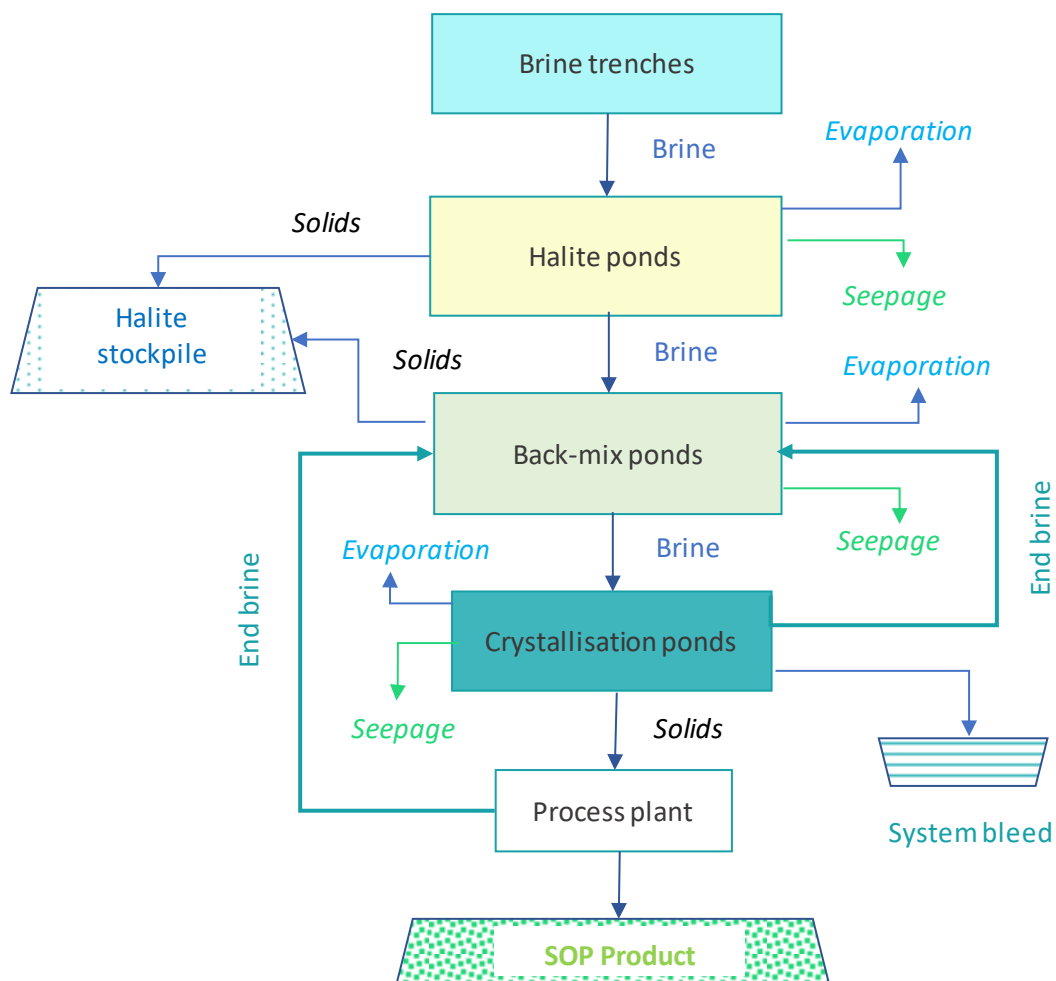 Brine trenches
Evaporation
Brine
Solids
Halite ponds
Seepage
Halite
stockpile
Brine
Solids
Evaporation
Back-mix ponds
Seepage
End brine
Brine
Evaporation
End brine
Crystallisation ponds
Seepage
Solids
Process plant
System bleed
SOP Product